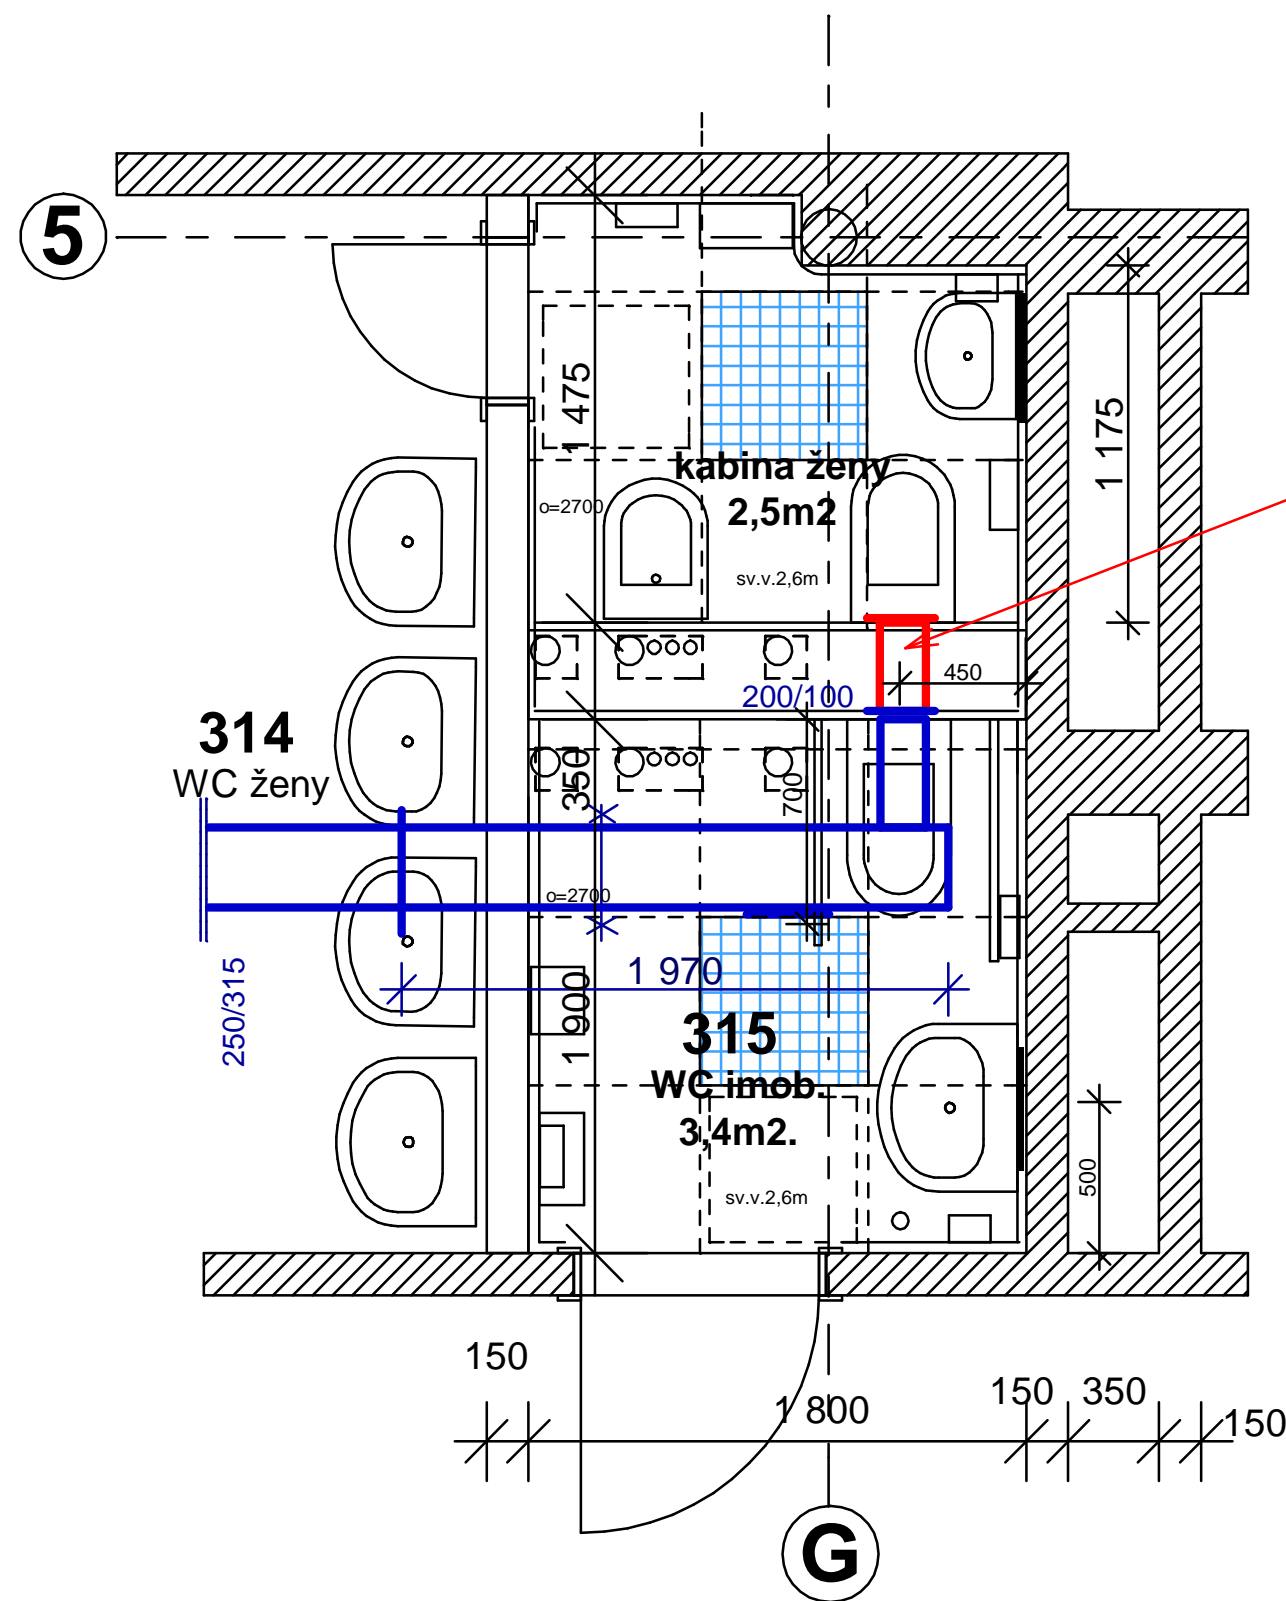 5
1 475
1 175
kabina ženy
2,5m2
o=2700
sv.v.2,6m
450
200/100
314
WC ženy
350
700
o=2700
250/315
1 970
1 900
315
WC imob.
3,4m2.
sv.v.2,6m
500
150
1 800
150
350
150
G